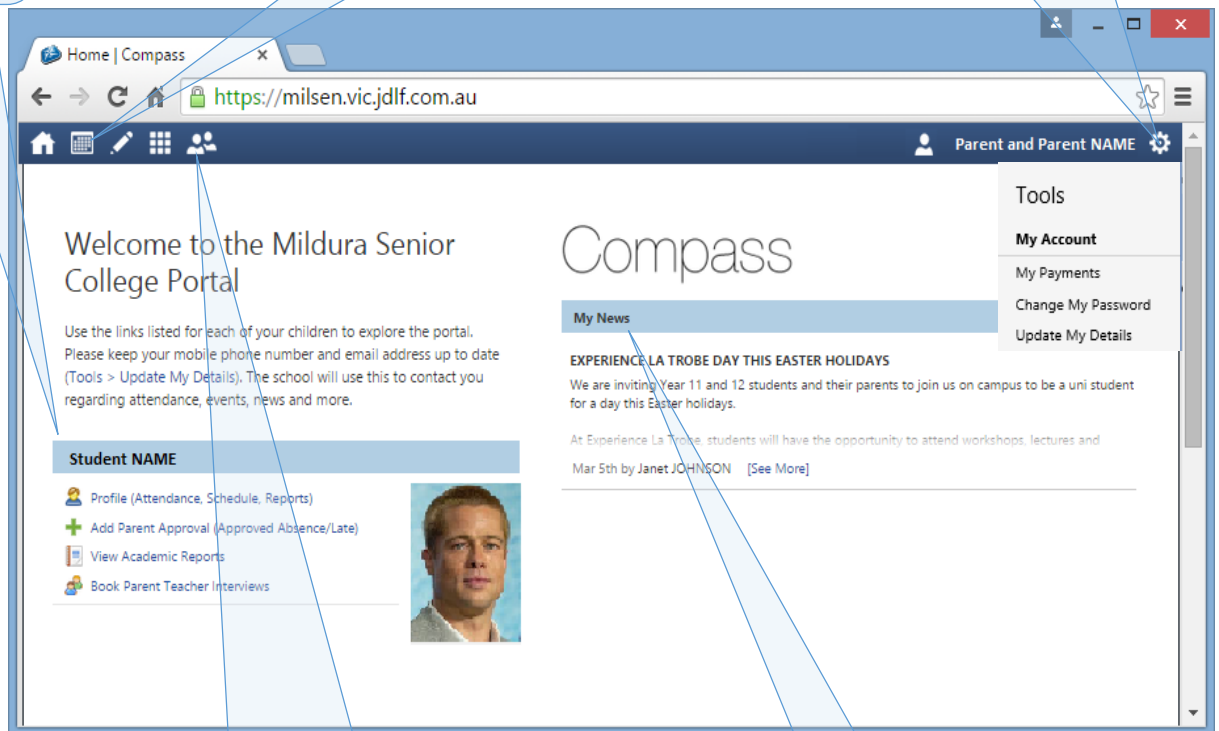 Home | Compass
https://milsen.vic.jdlf.com.au
Parent and Parent NAME
Tools
My Account
My Payments
Change My Password
Update My Details
Welcome to the Mildura Senior
College Portal
Use the links listed for each of your children to explore the portal.
Please keep your mobile phone number and email address up to date
(Tools > Update My Details). The school will use this to contact you
regarding attendance, events, news and more.
Student NAME
Profile (Attendance, Schedule, Reports)
Add Parent Approval (Approved Absence/Late)
View Academic Reports
Book Parent Teacher Interviews
Compass
My News
EXPERIENCE LA TROBE DAY THIS EASTER HOLIDAYS
We are inviting Year 11 and 12 students and their parents to join us on campus to be a uni student
for a day this Easter holidays.
At Experience La Trobe, students will have the opportunity to attend workshops, lectures and
Mar 5th by Janet JOHNSON [See More]